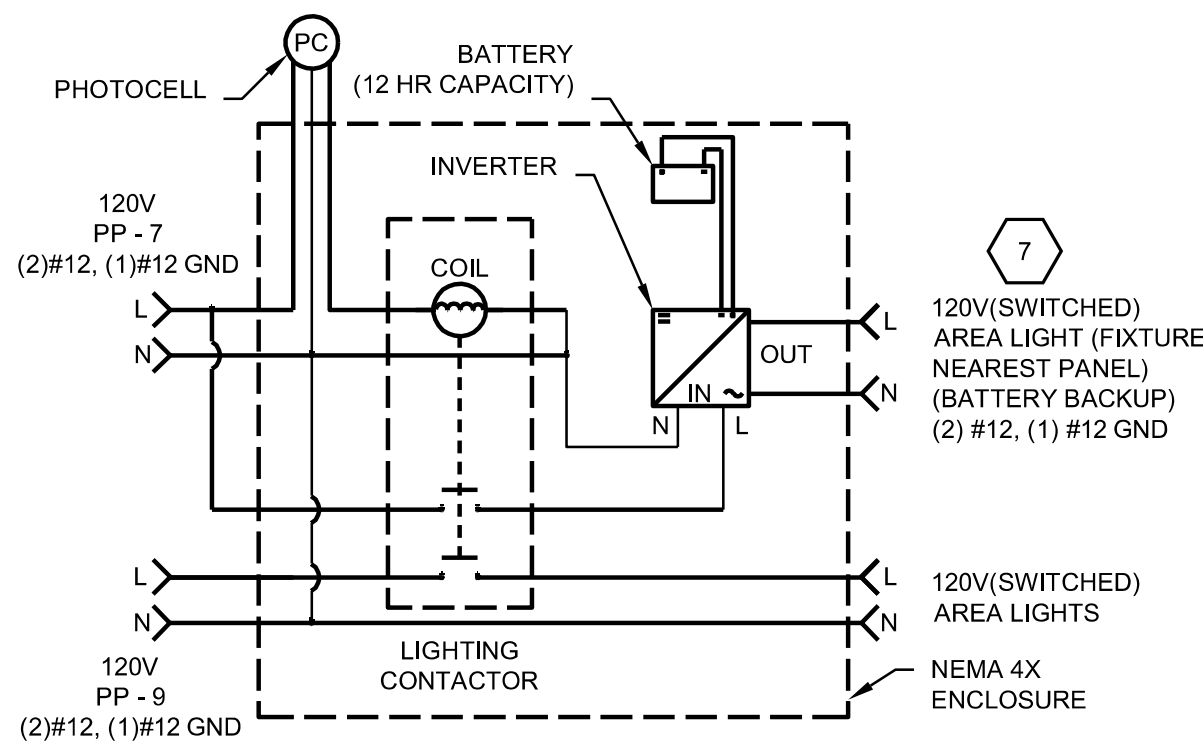 PC
PHOTOCELL
BATTERY
(12 HR CAPACITY)
INVERTER
120V
PP - 7
(2)#12, (1)#12 GND
L
N
COIL
7
120V(SWITCHED)
AREA LIGHT (FIXTURE
NEAREST PANEL)
(BATTERY BACKUP)
(2) #12, (1) #12 GND
L
N
OUT
IN
N
L
L
N
120V
PP - 9
(2)#12, (1)#12 GND
LIGHTING
CONTACTOR
L
N
120V(SWITCHED)
AREA LIGHTS
NEMA 4X
ENCLOSURE